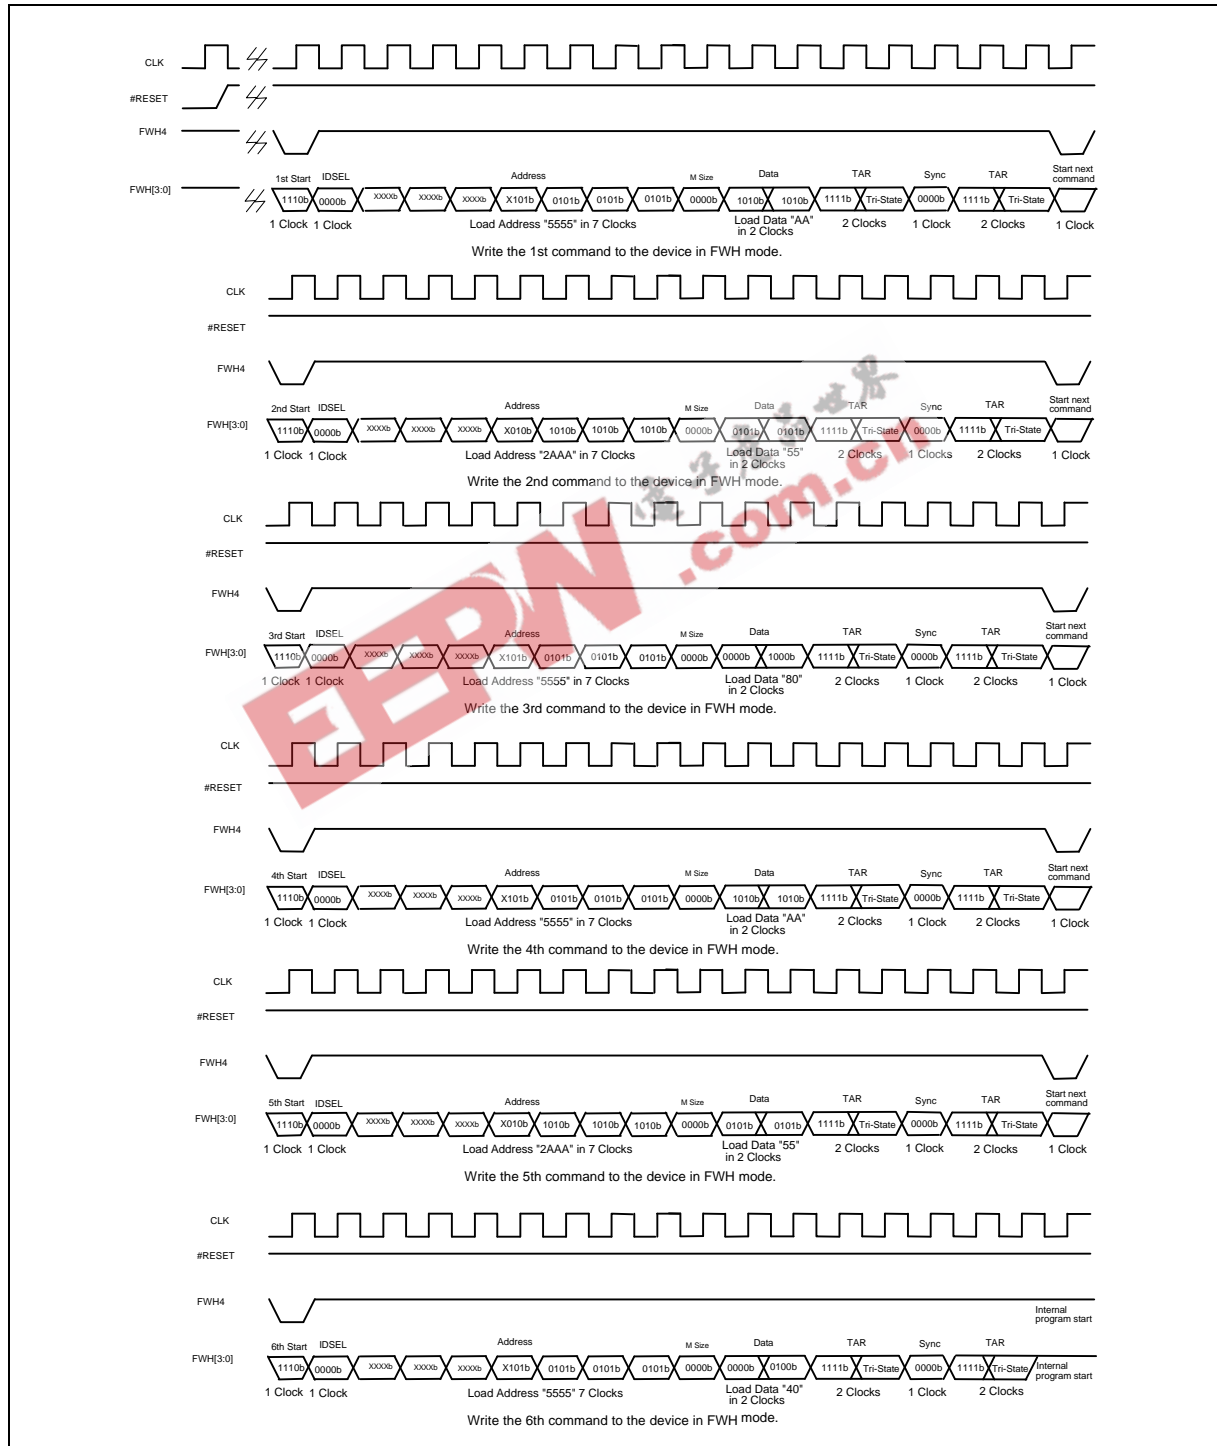 CLK
#RESET
FWH4
1st Start IDSEL Address M Size Data TAR Sync TAR Start next command
FWH[3:0] 1110b 0000b XXXXb XXXXb XXXXb X101b 0101b 0101b 0101b 0000b 1010b 1010b 1111b Tri-State 0000b 1111b Tri-State
1 Clock 1 Clock Load Address "5555" in 7 Clocks Load Data "AA" in 2 Clocks 2 Clocks 1 Clock 2 Clocks 1 Clock
Write the 1st command to the device in FWH mode.
CLK
#RESET
FWH4
2nd Start IDSEL Address M Size Data TAR Sync TAR Start next command
FWH[3:0] 1110b 0000b XXXXb XXXXb XXXXb X010b 1010b 1010b 1010b 0000b 0101b 0101b 1111b Tri-State 0000b 1111b Tri-State
1 Clock 1 Clock Load Address "2AAA" in 7 Clocks Load Data "55" in 2 Clocks 2 Clocks 1 Clocks 2 Clocks 1 Clock
Write the 2nd command to the device in FWH mode.
电子产品世界
EEPW .com.cn
CLK
#RESET
FWH4
3rd Start IDSEL Address M Size Data TAR Sync TAR Start next command
FWH[3:0] 1110b 0000b XXXXb XXXXb XXXXb X101b 0101b 0101b 0101b 0000b 0000b 1000b 1111b Tri-State 0000b 1111b Tri-State
1 Clock 1 Clock Load Address "5555" in 7 Clocks Load Data "80" in 2 Clocks 2 Clocks 1 Clock 2 Clocks 1 Clock
Write the 3rd command to the device in FWH mode.
CLK
#RESET
FWH4
4th Start IDSEL Address M Size Data TAR Sync TAR Start next command
FWH[3:0] 1110b 0000b XXXXb XXXXb XXXXb X101b 0101b 0101b 0101b 0000b 1010b 1010b 1111b Tri-State 0000b 1111b Tri-State
1 Clock 1 Clock Load Address "5555" in 7 Clocks Load Data "AA" in 2 Clocks 2 Clocks 1 Clock 2 Clocks 1 Clock
Write the 4th command to the device in FWH mode.
CLK
#RESET
FWH4
5th Start IDSEL Address M Size Data TAR Sync TAR Start next command
FWH[3:0] 1110b 0000b XXXXb XXXXb XXXXb X010b 1010b 1010b 1010b 0000b 0101b 0101b 1111b Tri-State 0000b 1111b Tri-State
1 Clock 1 Clock Load Address "2AAA" in 7 Clocks Load Data "55" in 2 Clocks 2 Clocks 1 Clock 2 Clocks 1 Clock
Write the 5th command to the device in FWH mode.
CLK
#RESET
FWH4
Internal program start
6th Start IDSEL Address M Size Data TAR Sync TAR
FWH[3:0] 1110b 0000b XXXXb XXXXb XXXXb X101b 0101b 0101b 0101b 0000b 0000b 0100b 1111b Tri-State 0000b 1111b Tri-State Internal program start
1 Clock 1 Clock Load Address "5555" 7 Clocks Load Data "40" in 2 Clocks 2 Clocks 1 Clock 2 Clocks
Write the 6th command to the device in FWH mode.